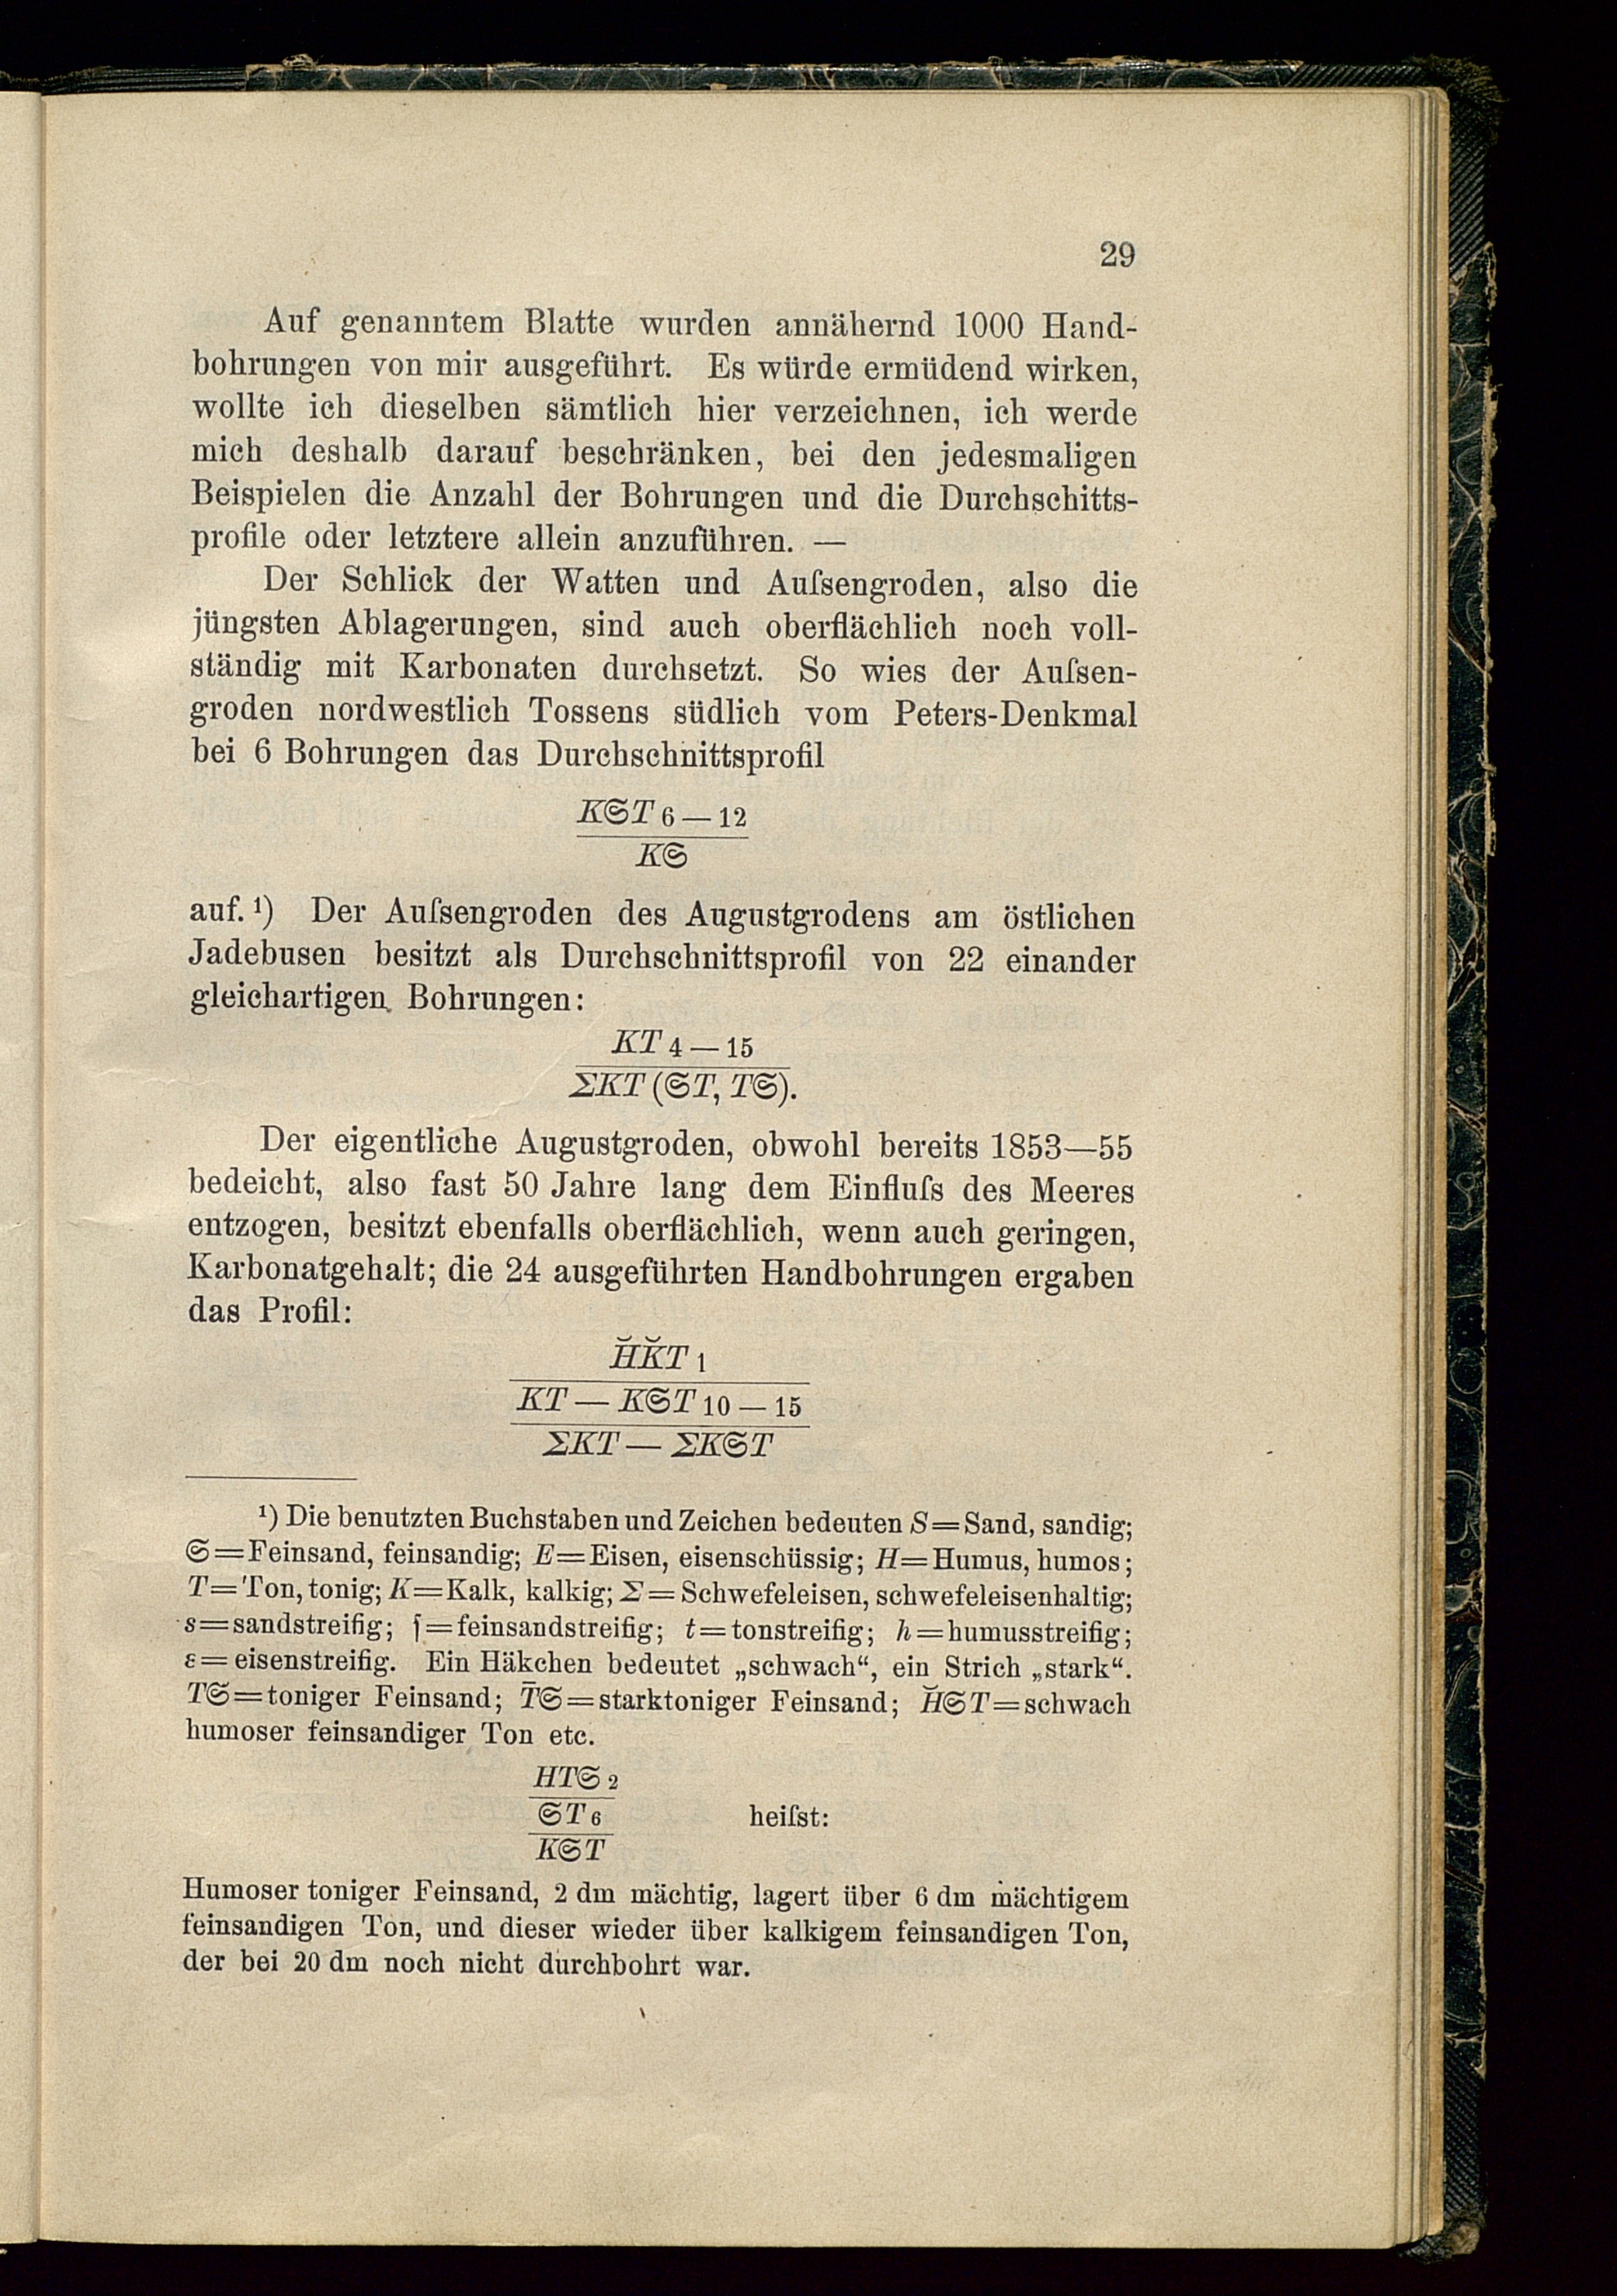 29
Auf genanntem Blatte wurden annähernd 1000 Hand-
bohrungen von mir ausgeführt. Es würde ermüdend wirken,
wollte ich dieselben sämtlich hier verzeichnen, ich werde
mich deshalb darauf beschränken, bei den jedesmaligen
Beispielen die Anzahl der Bohrungen und die Durchschitts-
profile oder letztere allein anzuführen. —
Der Schlick der Watten und Auſsengroden, also die
jüngsten Ablagerungen, sind auch oberflächlich noch voll-
ständig mit Karbonaten durchsetzt. So wies der Auſsen-
groden nordwestlich Tossens südlich vom Peters-Denkmal
bei 6 Bohrungen das Durchschnittsprofil
K𝔖T 6 — 12
K𝔖
auf. ¹) Der Auſsengroden des Augustgrodens am östlichen
Jadebusen besitzt als Durchschnittsprofil von 22 einander
gleichartigen Bohrungen:
KT 4 — 15
ΣKT (𝔖T, T𝔖).
Der eigentliche Augustgroden, obwohl bereits 1853—55
bedeicht, also fast 50 Jahre lang dem Einfluſs des Meeres
entzogen, besitzt ebenfalls oberflächlich, wenn auch geringen,
Karbonatgehalt; die 24 ausgeführten Handbohrungen ergaben
das Profil:
H̆K̆T 1
KT — K𝔖T 10 — 15
ΣKT — ΣK𝔖T
¹) Die benutzten Buchstaben und Zeichen bedeuten S=Sand, sandig;
𝔖=Feinsand, feinsandig; E=Eisen, eisenschüssig; H=Humus, humos;
T=Ton, tonig; K=Kalk, kalkig; Σ=Schwefeleisen, schwefeleisenhaltig;
s=sandstreifig; ſ=feinsandstreifig; t=tonstreifig; h=humusstreifig;
ε=eisenstreifig. Ein Häkchen bedeutet „schwach“, ein Strich „stark“.
T𝔖=toniger Feinsand; T̄𝔖=starktoniger Feinsand; H̆𝔖T=schwach
humoser feinsandiger Ton etc.
HT𝔖 2
𝔖T 6 heiſst:
K𝔖T
Humoser toniger Feinsand, 2 dm mächtig, lagert über 6 dm mächtigem
feinsandigen Ton, und dieser wieder über kalkigem feinsandigen Ton,
der bei 20 dm noch nicht durchbohrt war.